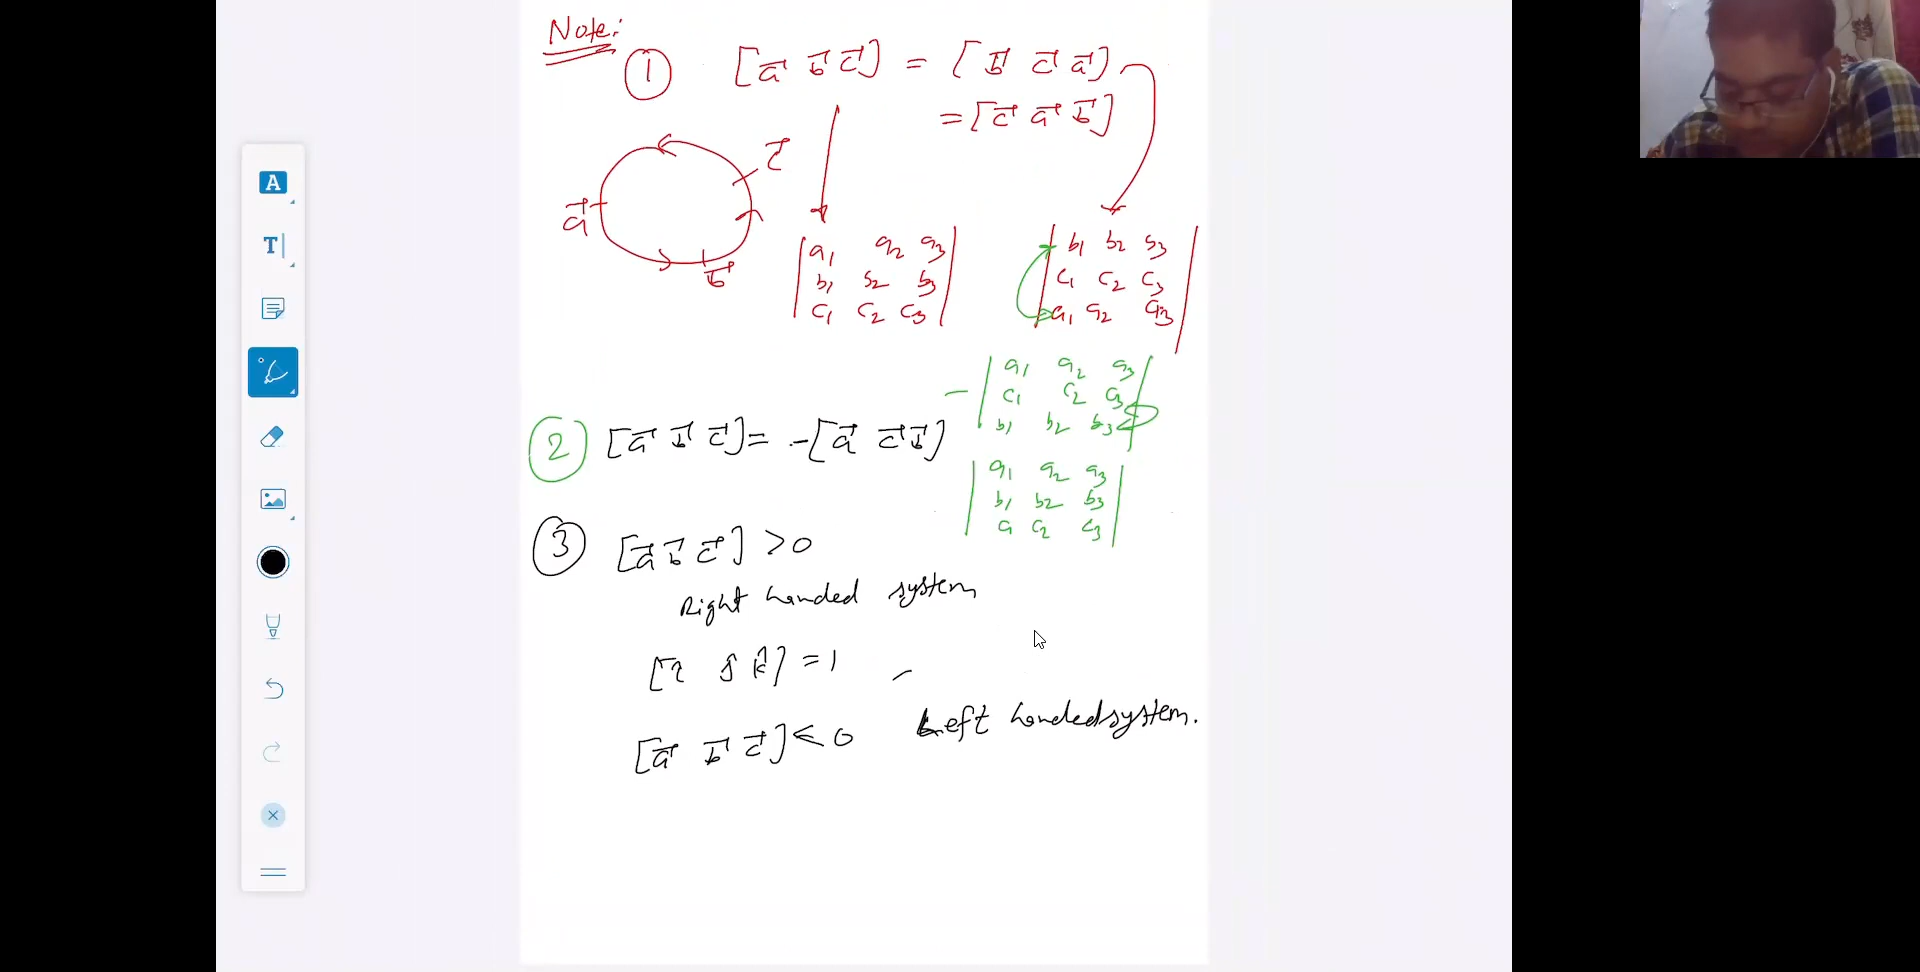 Note:
① [a⃗ b⃗ c⃗] = [b⃗ c⃗ a⃗]
= [c⃗ a⃗ b⃗]
c⃗
a⃗
b⃗
| a₁ a₂ a₃ |
| b₁ b₂ b₃ |
| c₁ c₂ c₃ |
| b₁ b₂ b₃ |
| c₁ c₂ c₃ |
| a₁ a₂ a₃ |
− | a₁ a₂ a₃ |
| c₁ c₂ c₃ |
| b₁ b₂ b₃ |
② [a⃗ b⃗ c⃗] = −[a⃗ c⃗ b⃗]
| a₁ a₂ a₃ |
| b₁ b₂ b₃ |
| c₁ c₂ c₃ |
③ [a⃗ b⃗ c⃗] > 0
Right handed system
[î ĵ k̂] = 1
[a⃗ b⃗ c⃗] < 0 Left handed system.
A
T